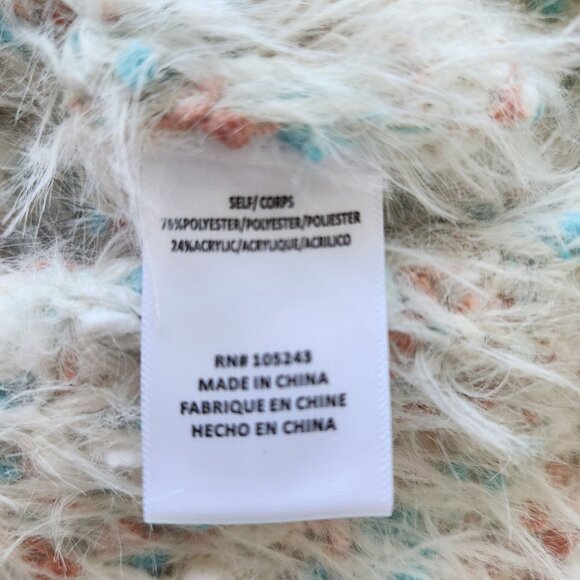 SELF/ CORPS
76%POLYESTER/POLYESTER/POLIESTER
24%ACRYLIC/ACRYLIQUE/ACRILICO
RN# 105243
MADE IN CHINA
FABRIQUE EN CHINE
HECHO EN CHINA